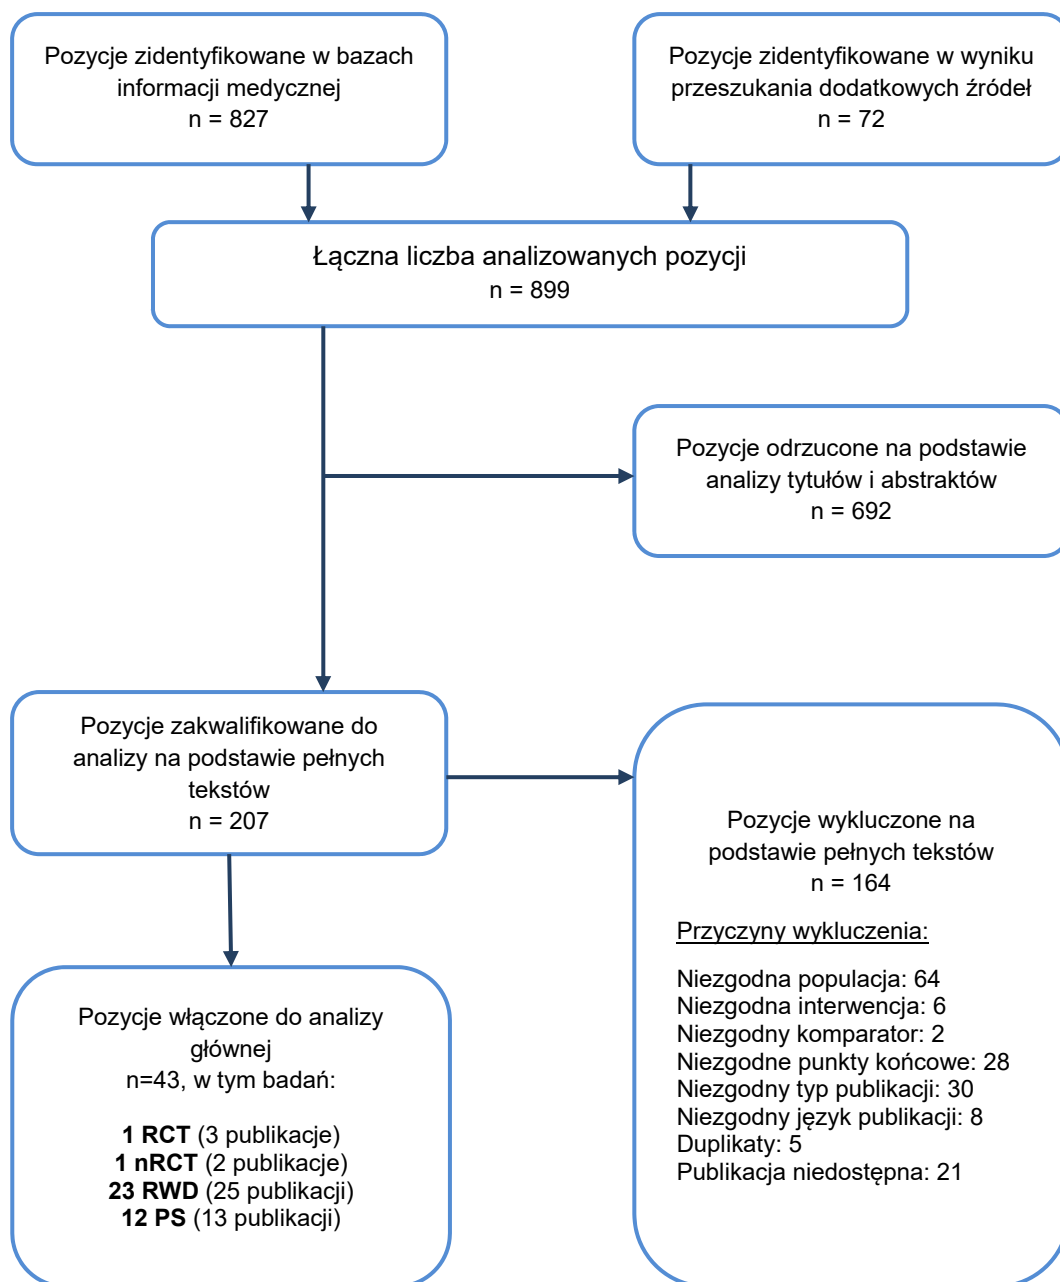 Pozycje zidentyfikowane w bazach
informacji medycznej
n = 827
Pozycje zidentyfikowane w wyniku
przeszukania dodatkowych źródeł
n = 72
Łączna liczba analizowanych pozycji
n = 899
Pozycje odrzucone na podstawie
analizy tytułów i abstraktów
n = 692
Pozycje zakwalifikowane do
analizy na podstawie pełnych
tekstów
n = 207
Pozycje wykluczone na
podstawie pełnych tekstów
n = 164
Przyczyny wykluczenia:
Niezgodna populacja: 64
Niezgodna interwencja: 6
Niezgodny komparator: 2
Niezgodne punkty końcowe: 28
Niezgodny typ publikacji: 30
Niezgodny język publikacji: 8
Duplikaty: 5
Publikacja niedostępna: 21
Pozycje włączone do analizy
głównej
n=43, w tym badań:
1 RCT (3 publikacje)
1 nRCT (2 publikacje)
23 RWD (25 publikacji)
12 PS (13 publikacji)